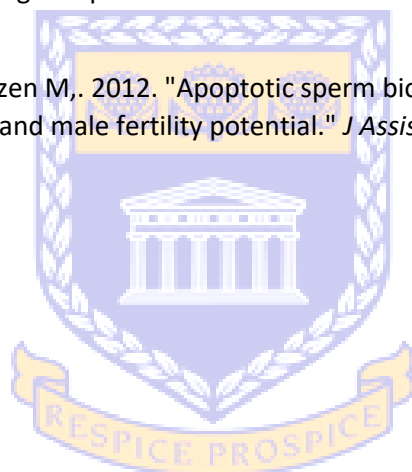 zen M,. 2012. "Apoptotic sperm bio
and male fertility potential." J Assis
RESPICE PROSPICE